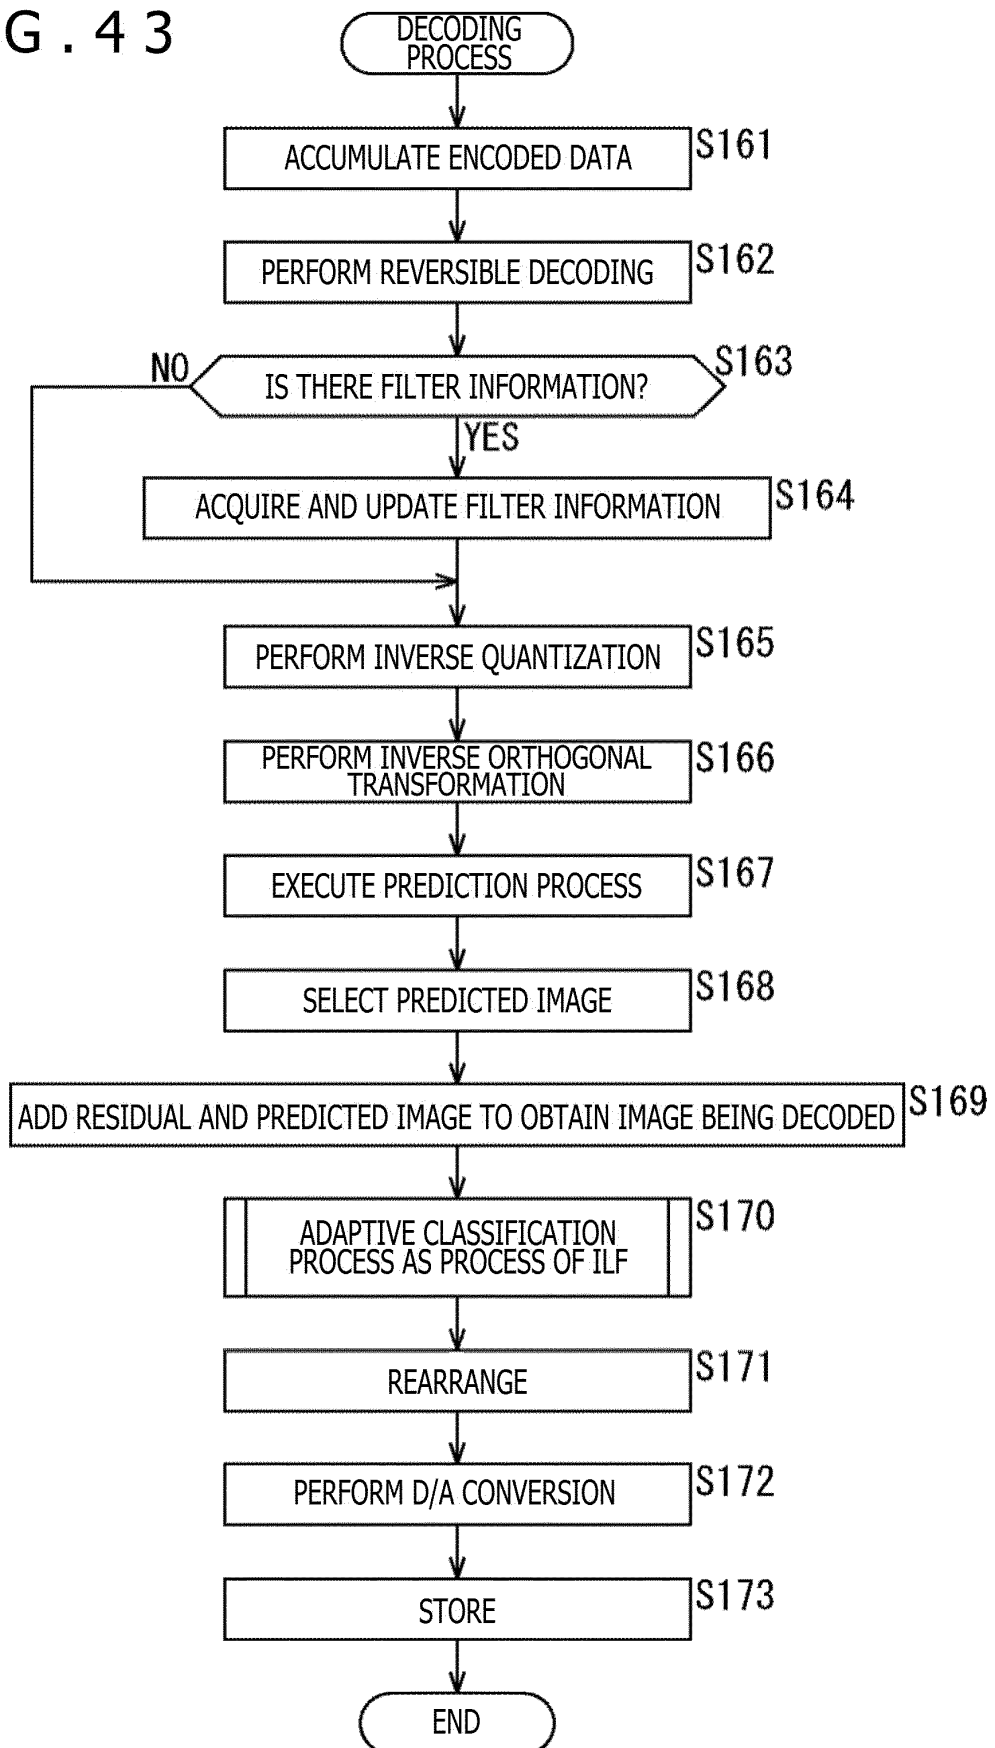 G.43
DECODING
PROCESS
ACCUMULATE ENCODED DATA
S161
PERFORM REVERSIBLE DECODING
S162
IS THERE FILTER INFORMATION?
S163
NO
YES
ACQUIRE AND UPDATE FILTER INFORMATION
S164
PERFORM INVERSE QUANTIZATION
S165
PERFORM INVERSE ORTHOGONAL
TRANSFORMATION
S166
EXECUTE PREDICTION PROCESS
S167
SELECT PREDICTED IMAGE
S168
ADD RESIDUAL AND PREDICTED IMAGE TO OBTAIN IMAGE BEING DECODED
S169
ADAPTIVE CLASSIFICATION
PROCESS AS PROCESS OF ILF
S170
REARRANGE
S171
PERFORM D/A CONVERSION
S172
STORE
S173
END